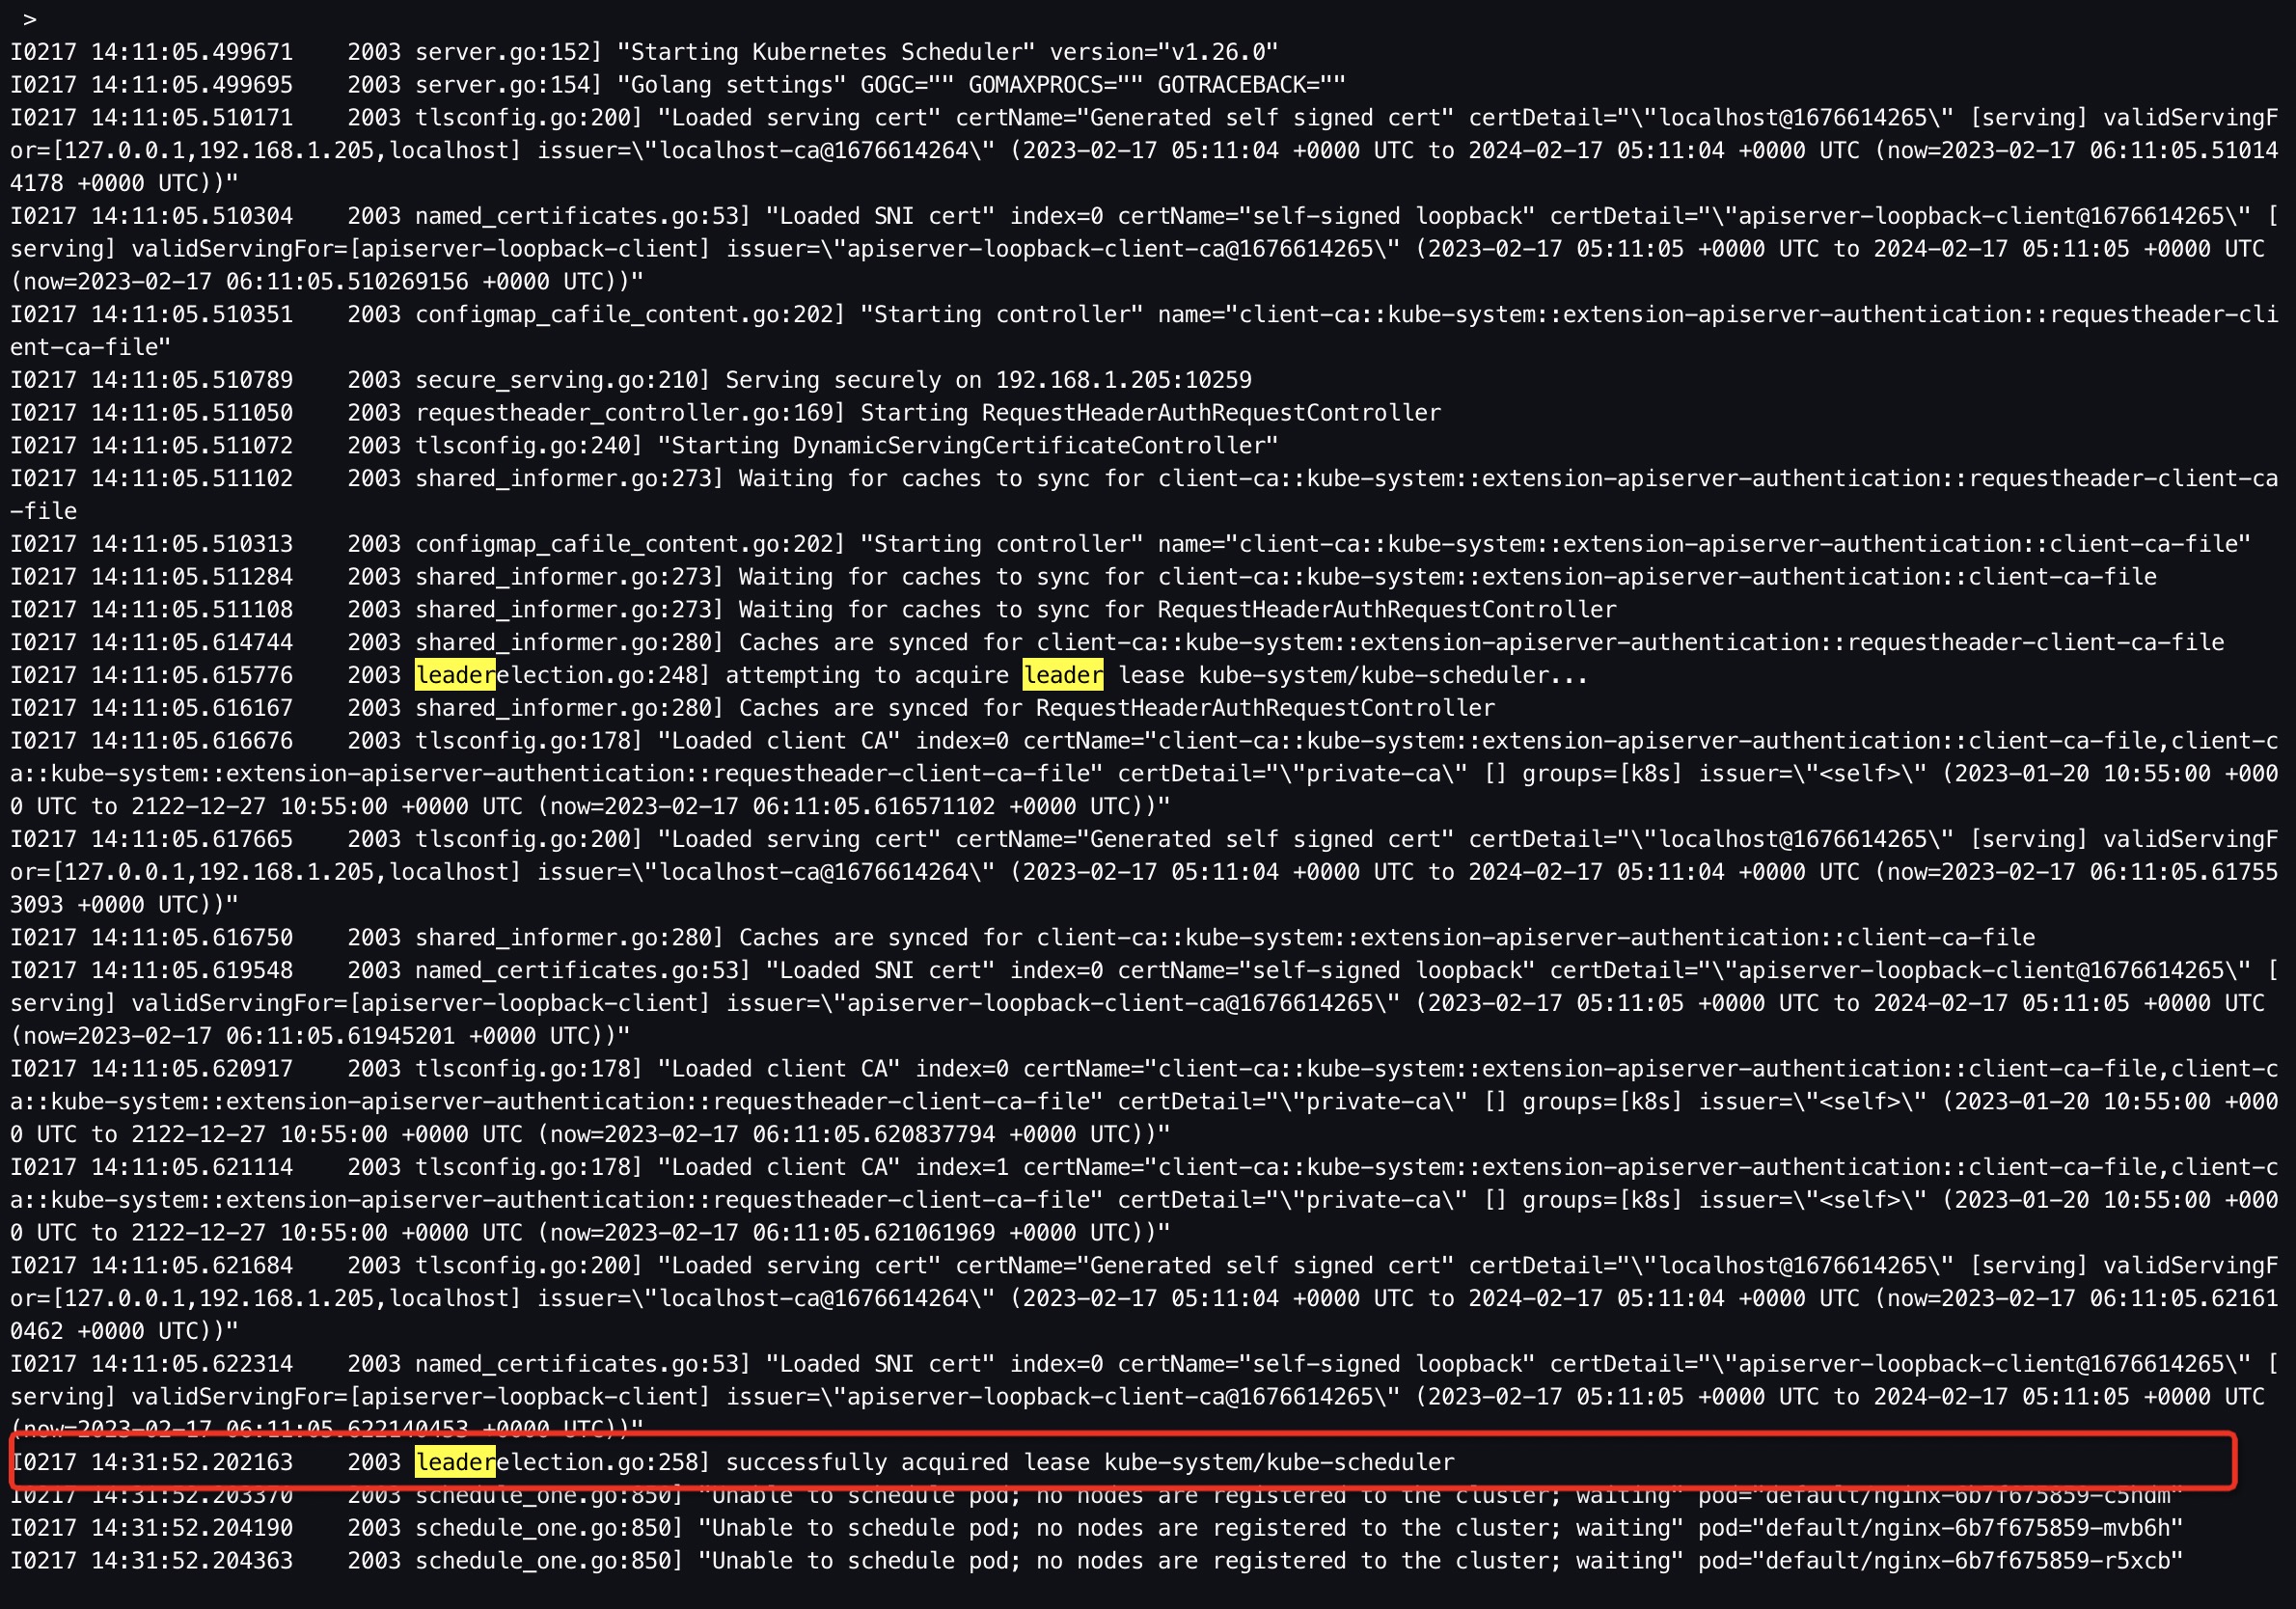 >
I0217 14:11:05.499671    2003 server.go:152] "Starting Kubernetes Scheduler" version="v1.26.0"
I0217 14:11:05.499695    2003 server.go:154] "Golang settings" GOGC="" GOMAXPROCS="" GOTRACEBACK=""
I0217 14:11:05.510171    2003 tlsconfig.go:200] "Loaded serving cert" certName="Generated self signed cert" certDetail="\"localhost@1676614265\" [serving] validServingF
or=[127.0.0.1,192.168.1.205,localhost] issuer=\"localhost-ca@1676614264\" (2023-02-17 05:11:04 +0000 UTC to 2024-02-17 05:11:04 +0000 UTC (now=2023-02-17 06:11:05.51014
4178 +0000 UTC))"
I0217 14:11:05.510304    2003 named_certificates.go:53] "Loaded SNI cert" index=0 certName="self-signed loopback" certDetail="\"apiserver-loopback-client@1676614265\" [
serving] validServingFor=[apiserver-loopback-client] issuer=\"apiserver-loopback-client-ca@1676614265\" (2023-02-17 05:11:05 +0000 UTC to 2024-02-17 05:11:05 +0000 UTC
(now=2023-02-17 06:11:05.510269156 +0000 UTC))"
I0217 14:11:05.510351    2003 configmap_cafile_content.go:202] "Starting controller" name="client-ca::kube-system::extension-apiserver-authentication::requestheader-cli
ent-ca-file"
I0217 14:11:05.510789    2003 secure_serving.go:210] Serving securely on 192.168.1.205:10259
I0217 14:11:05.511050    2003 requestheader_controller.go:169] Starting RequestHeaderAuthRequestController
I0217 14:11:05.511072    2003 tlsconfig.go:240] "Starting DynamicServingCertificateController"
I0217 14:11:05.511102    2003 shared_informer.go:273] Waiting for caches to sync for client-ca::kube-system::extension-apiserver-authentication::requestheader-client-ca
-file
I0217 14:11:05.510313    2003 configmap_cafile_content.go:202] "Starting controller" name="client-ca::kube-system::extension-apiserver-authentication::client-ca-file"
I0217 14:11:05.511284    2003 shared_informer.go:273] Waiting for caches to sync for client-ca::kube-system::extension-apiserver-authentication::client-ca-file
I0217 14:11:05.511108    2003 shared_informer.go:273] Waiting for caches to sync for RequestHeaderAuthRequestController
I0217 14:11:05.614744    2003 shared_informer.go:280] Caches are synced for client-ca::kube-system::extension-apiserver-authentication::requestheader-client-ca-file
I0217 14:11:05.615776    2003 leaderelection.go:248] attempting to acquire leader lease kube-system/kube-scheduler...
I0217 14:11:05.616167    2003 shared_informer.go:280] Caches are synced for RequestHeaderAuthRequestController
I0217 14:11:05.616676    2003 tlsconfig.go:178] "Loaded client CA" index=0 certName="client-ca::kube-system::extension-apiserver-authentication::client-ca-file,client-c
a::kube-system::extension-apiserver-authentication::requestheader-client-ca-file" certDetail="\"private-ca\" [] groups=[k8s] issuer=\"<self>\" (2023-01-20 10:55:00 +000
0 UTC to 2122-12-27 10:55:00 +0000 UTC (now=2023-02-17 06:11:05.616571102 +0000 UTC))"
I0217 14:11:05.617665    2003 tlsconfig.go:200] "Loaded serving cert" certName="Generated self signed cert" certDetail="\"localhost@1676614265\" [serving] validServingF
or=[127.0.0.1,192.168.1.205,localhost] issuer=\"localhost-ca@1676614264\" (2023-02-17 05:11:04 +0000 UTC to 2024-02-17 05:11:04 +0000 UTC (now=2023-02-17 06:11:05.61755
3093 +0000 UTC))"
I0217 14:11:05.616750    2003 shared_informer.go:280] Caches are synced for client-ca::kube-system::extension-apiserver-authentication::client-ca-file
I0217 14:11:05.619548    2003 named_certificates.go:53] "Loaded SNI cert" index=0 certName="self-signed loopback" certDetail="\"apiserver-loopback-client@1676614265\" [
serving] validServingFor=[apiserver-loopback-client] issuer=\"apiserver-loopback-client-ca@1676614265\" (2023-02-17 05:11:05 +0000 UTC to 2024-02-17 05:11:05 +0000 UTC
(now=2023-02-17 06:11:05.61945201 +0000 UTC))"
I0217 14:11:05.620917    2003 tlsconfig.go:178] "Loaded client CA" index=0 certName="client-ca::kube-system::extension-apiserver-authentication::client-ca-file,client-c
a::kube-system::extension-apiserver-authentication::requestheader-client-ca-file" certDetail="\"private-ca\" [] groups=[k8s] issuer=\"<self>\" (2023-01-20 10:55:00 +000
0 UTC to 2122-12-27 10:55:00 +0000 UTC (now=2023-02-17 06:11:05.620837794 +0000 UTC))"
I0217 14:11:05.621114    2003 tlsconfig.go:178] "Loaded client CA" index=1 certName="client-ca::kube-system::extension-apiserver-authentication::client-ca-file,client-c
a::kube-system::extension-apiserver-authentication::requestheader-client-ca-file" certDetail="\"private-ca\" [] groups=[k8s] issuer=\"<self>\" (2023-01-20 10:55:00 +000
0 UTC to 2122-12-27 10:55:00 +0000 UTC (now=2023-02-17 06:11:05.621061969 +0000 UTC))"
I0217 14:11:05.621684    2003 tlsconfig.go:200] "Loaded serving cert" certName="Generated self signed cert" certDetail="\"localhost@1676614265\" [serving] validServingF
or=[127.0.0.1,192.168.1.205,localhost] issuer=\"localhost-ca@1676614264\" (2023-02-17 05:11:04 +0000 UTC to 2024-02-17 05:11:04 +0000 UTC (now=2023-02-17 06:11:05.62161
0462 +0000 UTC))"
I0217 14:11:05.622314    2003 named_certificates.go:53] "Loaded SNI cert" index=0 certName="self-signed loopback" certDetail="\"apiserver-loopback-client@1676614265\" [
serving] validServingFor=[apiserver-loopback-client] issuer=\"apiserver-loopback-client-ca@1676614265\" (2023-02-17 05:11:05 +0000 UTC to 2024-02-17 05:11:05 +0000 UTC
(now=2023-02-17 06:11:05.622140453 +0000 UTC))"
I0217 14:31:52.202163    2003 leaderelection.go:258] successfully acquired lease kube-system/kube-scheduler
I0217 14:31:52.203370    2003 schedule_one.go:850] "Unable to schedule pod; no nodes are registered to the cluster; waiting" pod="default/nginx-6b7f675859-c5hdm"
I0217 14:31:52.204190    2003 schedule_one.go:850] "Unable to schedule pod; no nodes are registered to the cluster; waiting" pod="default/nginx-6b7f675859-mvb6h"
I0217 14:31:52.204363    2003 schedule_one.go:850] "Unable to schedule pod; no nodes are registered to the cluster; waiting" pod="default/nginx-6b7f675859-r5xcb"